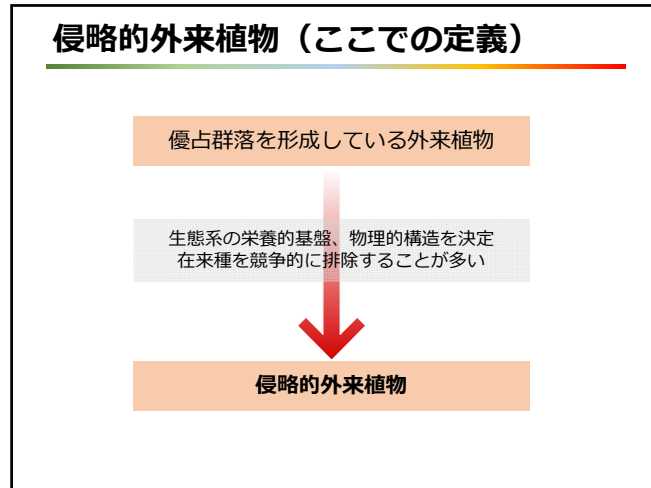 侵略的外来植物（ここでの定義）
優占群落を形成している外来植物
生態系の栄養的基盤、物理的構造を決定
在来種を競争的に排除することが多い
侵略的外来植物